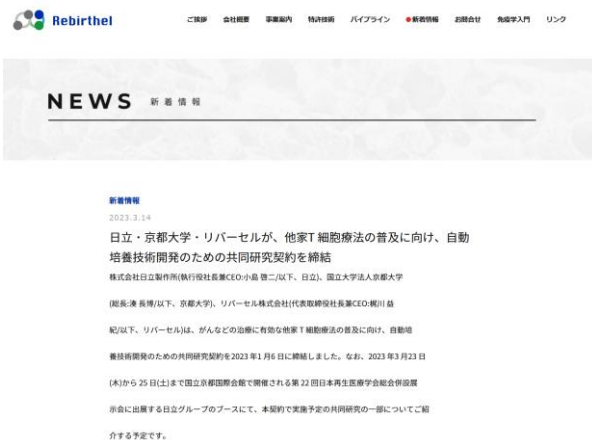 Rebirthel
ご挨拶 会社概要 事業案内 特許技術 パイプライン ●新着情報 お問合せ 免疫学入門 リンク
NEWS 新着情報
新着情報
2023.3.14
日立・京都大学・リバーセルが、他家T 細胞療法の普及に向け、自動
培養技術開発のための共同研究契約を締結
株式会社日立製作所(執行役社長兼CEO:小島 啓二/以下、日立)、国立大学法人京都大学
(総長:湊 長博/以下、京都大学)、リバーセル株式会社(代表取締役社長兼CEO:梶川 益
紀/以下、リバーセル)は、がんなどの治療に有効な他家 T 細胞療法の普及に向け、自動培
養技術開発のための共同研究契約を2023 年1 月6 日に締結しました。なお、2023 年3 月23 日
(木)から 25 日(土)まで国立京都国際会館で開催される第 22 回日本再生医療学会総会併設展
示会に出展する日立グループのブースにて、本契約で実施予定の共同研究の一部についてご紹
介する予定です。